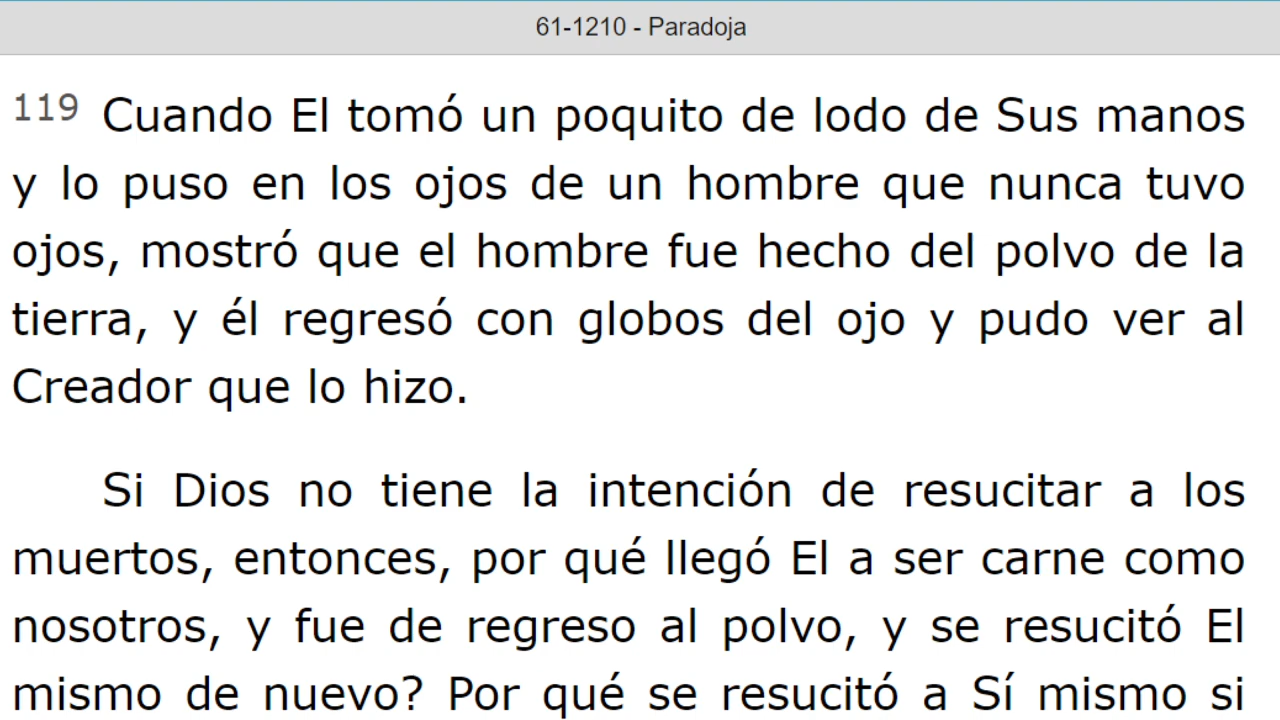 61-1210 - Paradoja
119 Cuando El tomó un poquito de lodo de Sus manos
y lo puso en los ojos de un hombre que nunca tuvo
ojos, mostró que el hombre fue hecho del polvo de la
tierra, y él regresó con globos del ojo y pudo ver al
Creador que lo hizo.
Si Dios no tiene la intención de resucitar a los
muertos, entonces, por qué llegó El a ser carne como
nosotros, y fue de regreso al polvo, y se resucitó El
mismo de nuevo? Por qué se resucitó a Sí mismo si